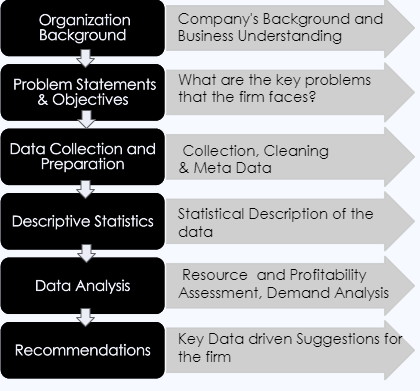 Organization
Background
Company's Background and
Business Understanding
Problem Statements
& Objectives
What are the key problems
that the firm faces?
Data Collection and
Preparation
Collection, Cleaning
& Meta Data
Descriptive Statistics
Statistical Description of the
data
Data Analysis
Resource and Profitability
Assessment, Demand Analysis
Recommendations
Key Data driven Suggestions for
the firm